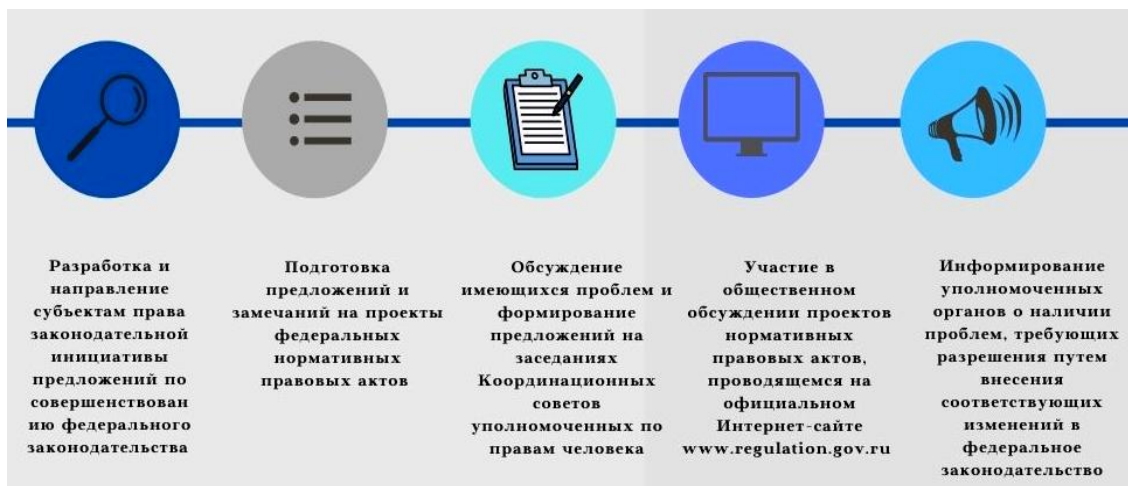 Разработка и
направление
субъектам права
законодательной
инициативы
предложений по
совершенствован
ию федерального
законодательства
Подготовка
предложений и
замечаний на проекты
федеральных
нормативных
правовых актов
Обсуждение
имеющихся проблем и
формирование
предложений на
заседаниях
Координационных
советов
уполномоченных по
правам человека
Участие в
общественном
обсуждении проектов
нормативных
правовых актов,
проводящемся на
официальном
Интернет-сайте
www.regulation.gov.ru
Информирование
уполномоченных
органов о наличии
проблем, требующих
разрешения путем
внесения
соответствующих
изменений в
федеральное
законодательство